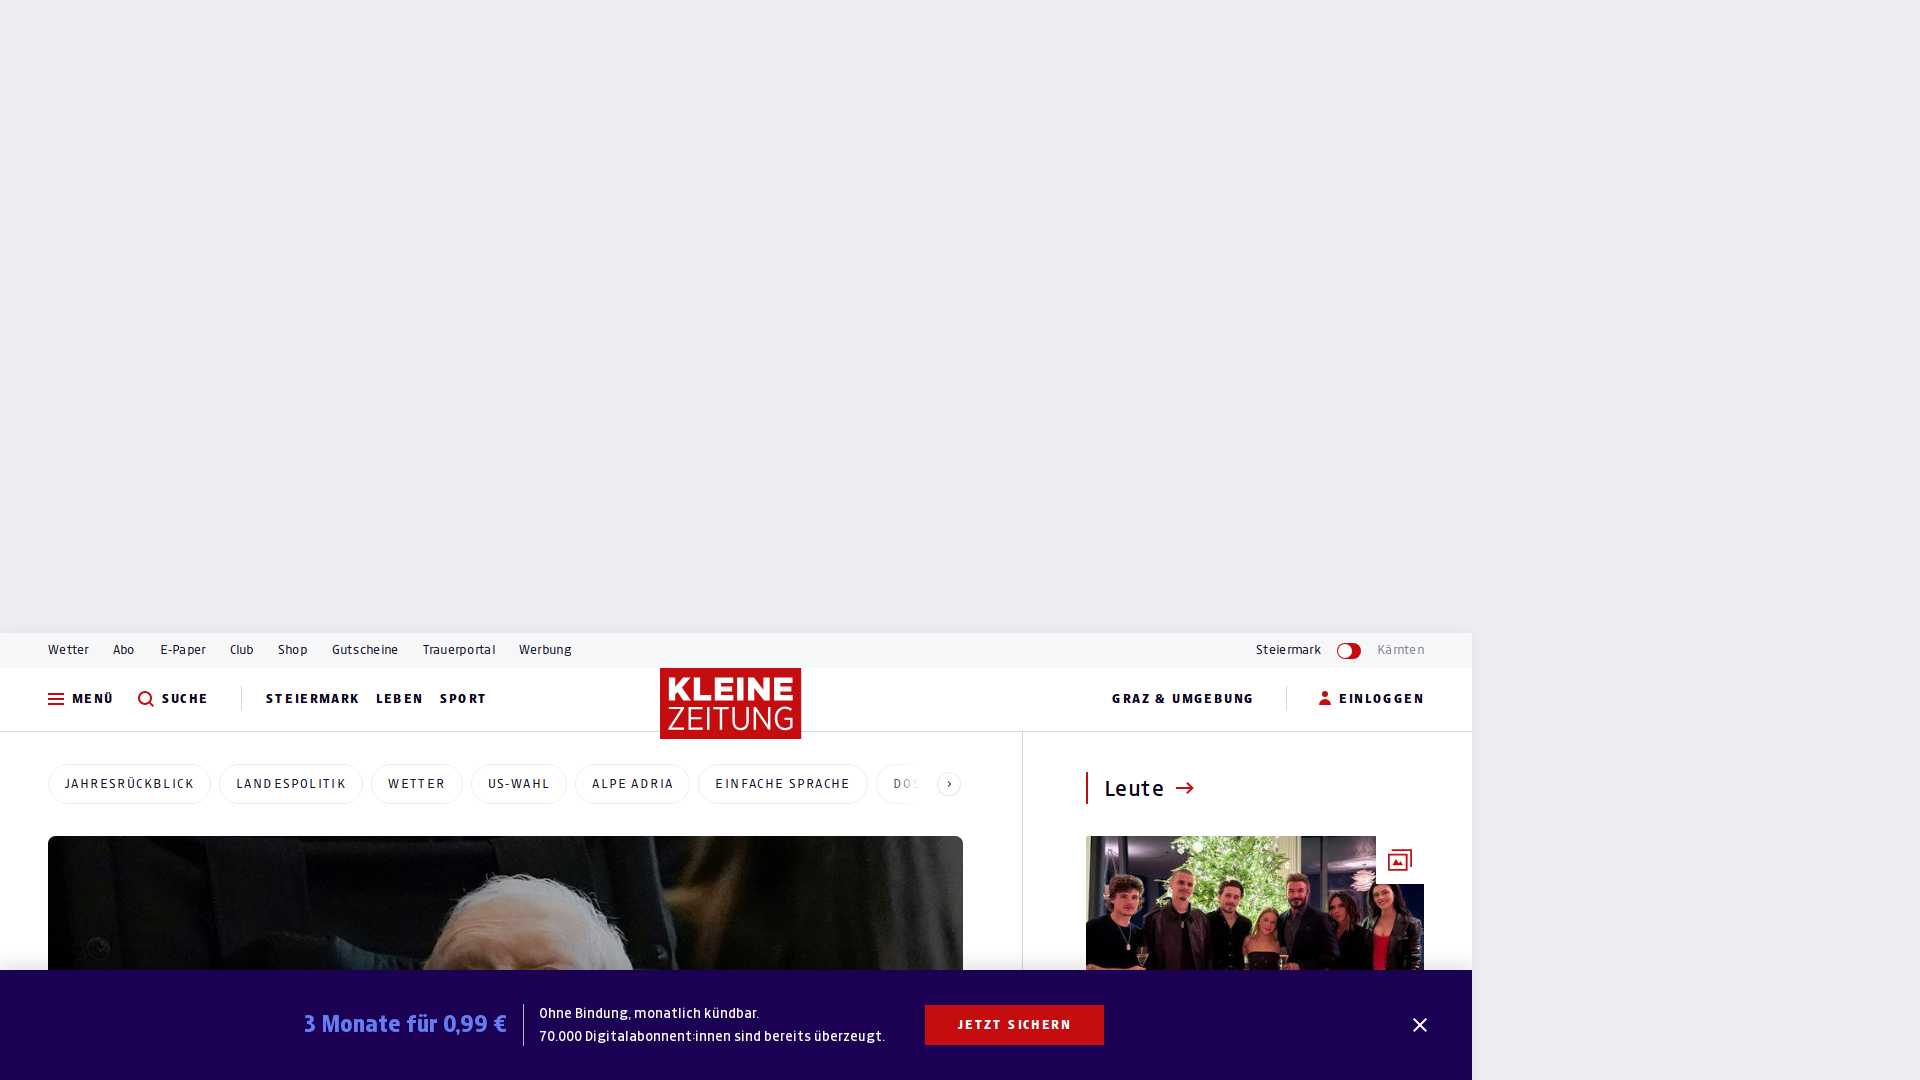 Wetter Abo E-Paper Club Shop Gutscheine Trauerportal Werbung Steiermark Kärnten
MENÜ SUCHE STEIERMARK LEBEN SPORT KLEINE ZEITUNG GRAZ & UMGEBUNG EINLOGGEN
JAHRESRÜCKBLICK LANDESPOLITIK WETTER US-WAHL ALPE ADRIA EINFACHE SPRACHE
Leute
3 Monate für 0,99 €
Ohne Bindung, monatlich kündbar.
70.000 Digitalabonnent:innen sind bereits überzeugt.
JETZT SICHERN